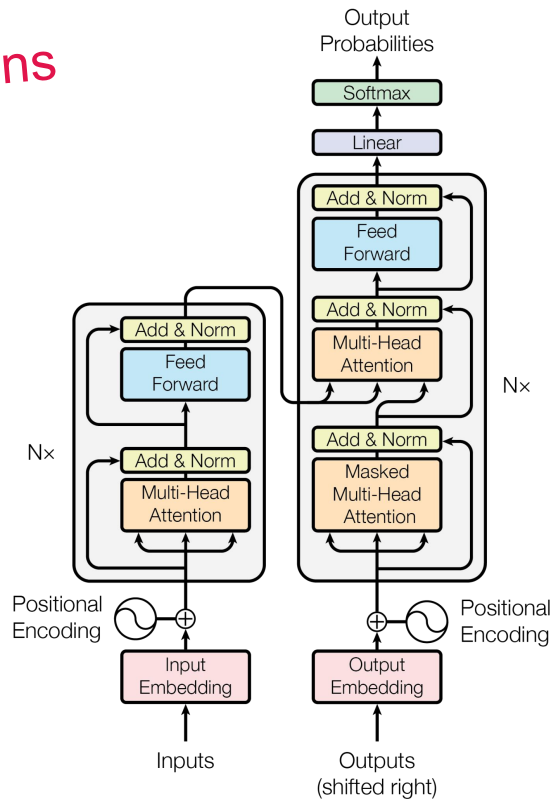 ns
Output
Probabilities
Softmax
Linear
Add & Norm
Feed
Forward
Add & Norm
Multi-Head
Attention
Add & Norm
Masked
Multi-Head
Attention
N×
Add & Norm
Feed
Forward
Add & Norm
Multi-Head
Attention
N×
Positional
Encoding
Positional
Encoding
Input
Embedding
Output
Embedding
Inputs
Outputs
(shifted right)